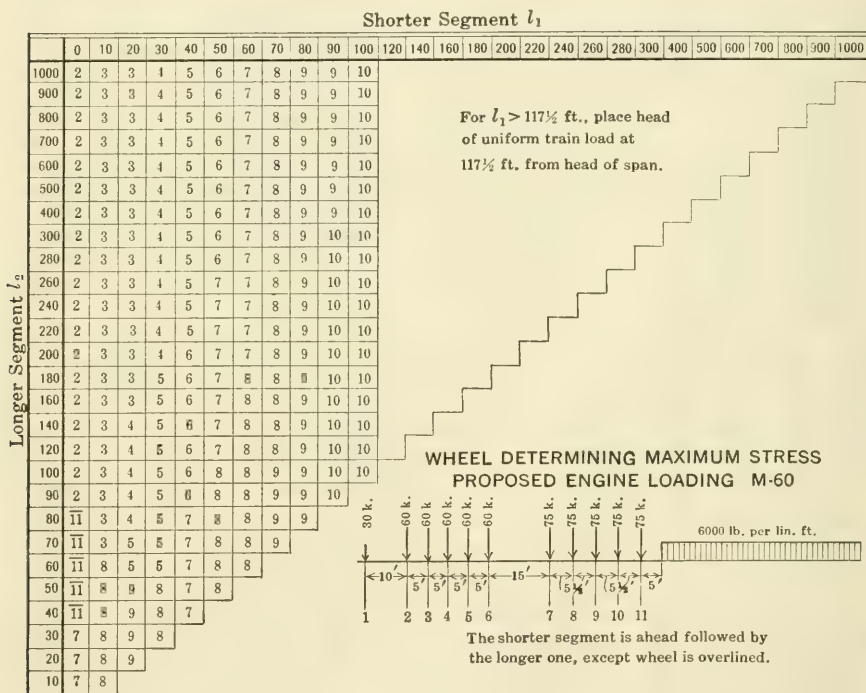 Shorter Segment l₁
0 10 20 30 40 50 60 70 80 90 100 120 140 160 180 200 220 240 260 280 300 400 500 600 700 800 900 1000
Longer Segment l₂
1000 2 3 3 4 5 6 7 8 9 9 10
900 2 3 3 4 5 6 7 8 9 9 10
800 2 3 3 4 5 6 7 8 9 9 10
700 2 3 3 4 5 6 7 8 9 9 10
600 2 3 3 4 5 6 7 8 9 9 10
500 2 3 3 4 5 6 7 8 9 9 10
400 2 3 3 4 5 6 7 8 9 9 10
300 2 3 3 4 5 6 7 8 9 10 10
280 2 3 3 4 5 6 7 8 9 10 10
260 2 3 3 4 5 7 7 8 9 10 10
240 2 3 3 4 5 7 7 8 9 10 10
220 2 3 3 4 5 7 7 8 9 10 10
200 2 3 3 4 6 7 7 8 9 10 10
180 2 3 3 5 6 7 8 8 10 10
160 2 3 3 5 6 7 8 8 9 10 10
140 2 3 4 5 6 7 8 8 9 10 10
120 2 3 4 5 6 7 8 8 9 10 10
100 2 3 4 5 6 8 8 9 9 10 10
90 2 3 4 5 6 8 8 9 9 10
80 1̅1̅ 3 4 5 7 8 8 9 9
70 1̅1̅ 3 5 5 7 8 8 9
60 1̅1̅ 8 5 5 7 8 8
50 1̅1̅ 8 9 8 7 8
40 1̅1̅ 8 9 8 7
30 7 8 9 8
20 7 8 9
10 7 8
For l₁ > 117½ ft., place head
of uniform train load at
117½ ft. from head of span.
WHEEL DETERMINING MAXIMUM STRESS
PROPOSED ENGINE LOADING M-60
30 k. 60 k. 60 k. 60 k. 60 k. 60 k. 75 k. 75 k. 75 k. 75 k. 75 k.
6000 lb. per lin. ft.
10′ 5′ 5′ 5′ 5′ 15′ 5½′ 5½′ 5′
1 2 3 4 5 6 7 8 9 10 11
The shorter segment is ahead followed by
the longer one, except wheel is overlined.